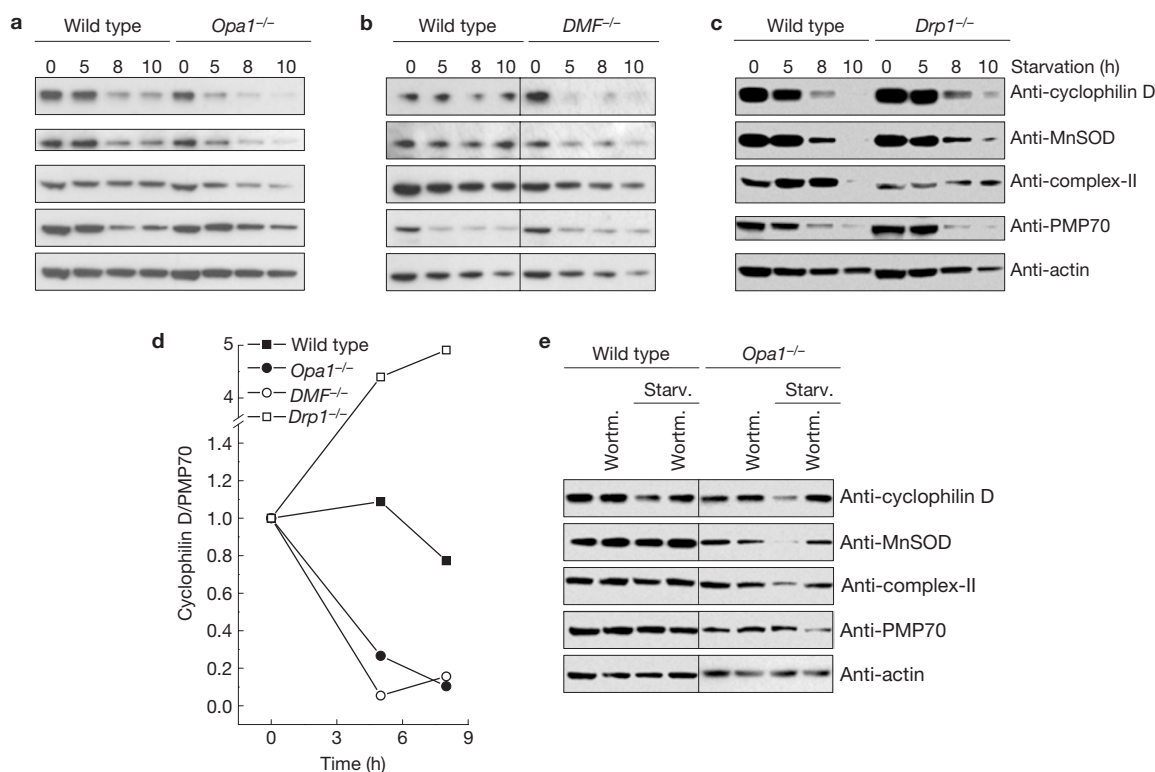 a b c
Wild type Opa1–/– Wild type DMF–/– Wild type Drp1–/–
0 5 8 10 0 5 8 10 0 5 8 10 0 5 8 10 0 5 8 10 0 5 8 10 Starvation (h)
Anti-cyclophilin D
Anti-MnSOD
Anti-complex-II
Anti-PMP70
Anti-actin
d
Wild type
Opa1–/–
DMF–/–
Drp1–/–
5
4
1.4
1.2
1.0
0.8
0.6
0.4
0.2
0.0
Cyclophilin D/PMP70
0 3 6 9
Time (h)
e
Wild type Opa1–/–
Starv. Starv.
Wortm. Wortm. Wortm. Wortm.
Anti-cyclophilin D
Anti-MnSOD
Anti-complex-II
Anti-PMP70
Anti-actin